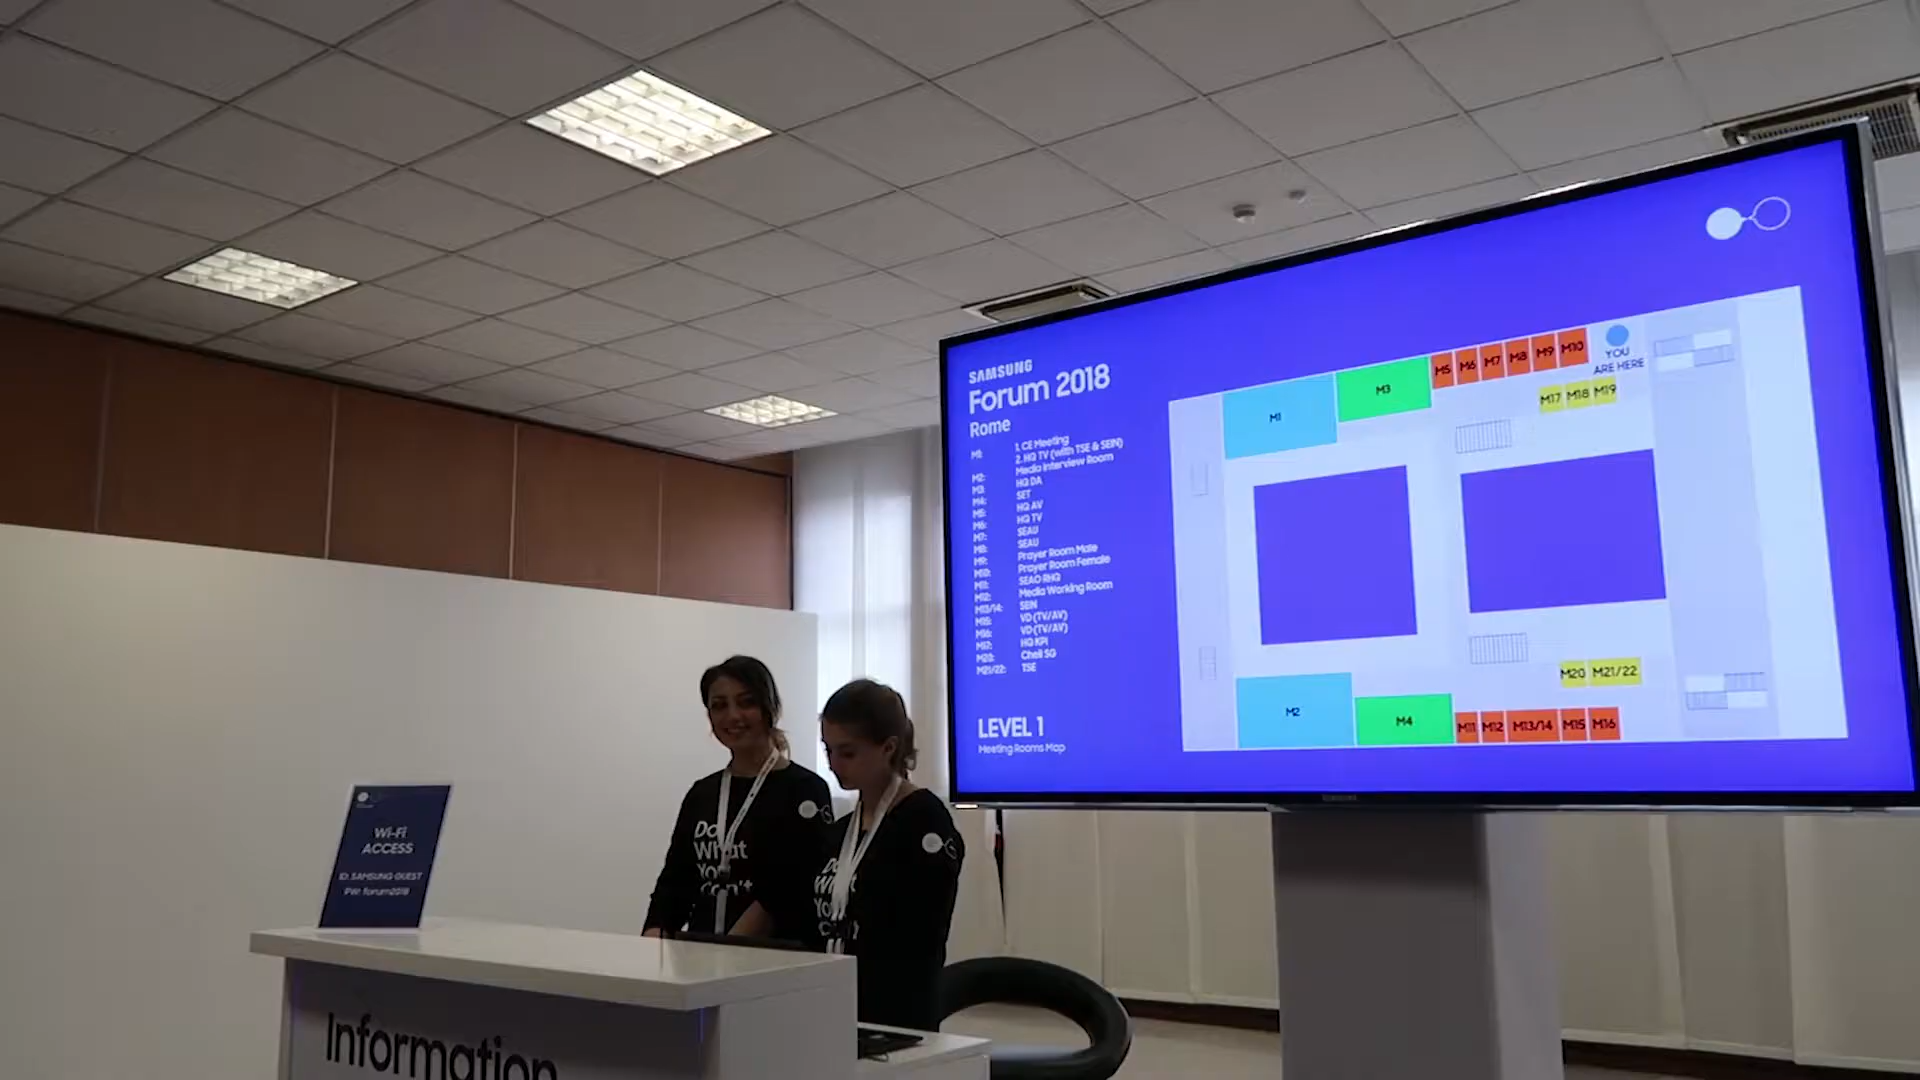 SAMSUNG
Forum 2018
Rome
M1: 1. CE Meeting
2. HQ TV (with TSE & SEIN)
M2: Media Interview Room
M3: HQ DA
M4: SET
M5: HQ AV
M6: HQ TV
M7: SEAU
M8: SEAU
M9: Prayer Room Male
M10: Prayer Room Female
M11: SEAO RHQ
M12: Media Working Room
M13/14: SEIN
M15: VD (TV/AV)
M16: VD (TV/AV)
M17: HQ KPI
M20: Cheil SG
M21/22: TSE
LEVEL 1
Meeting Rooms Map
M1
M3
M5 M6 M7 M8 M9 M10
YOU
ARE HERE
M17 M18 M19
M20 M21/22
M2
M4
M11 M12 M13/14 M15 M16
SAMSUNG
Wi-Fi
ACCESS
ID: SAMSUNG GUEST
PW: forum2018
Do
What
You
Can't
Information